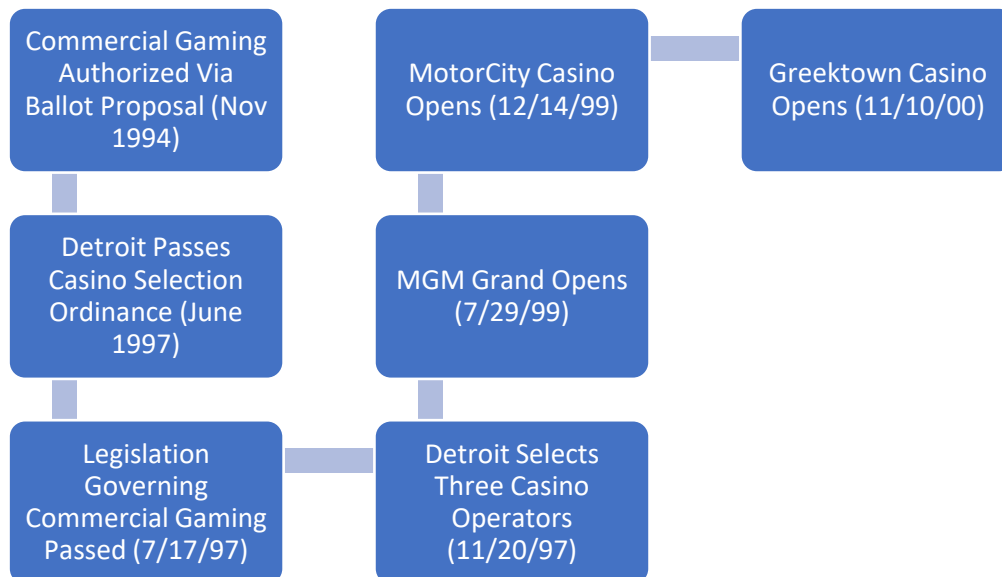 Commercial Gaming
Authorized Via
Ballot Proposal (Nov
1994)
Detroit Passes
Casino Selection
Ordinance (June
1997)
Legislation
Governing
Commercial Gaming
Passed (7/17/97)
Detroit Selects
Three Casino
Operators
(11/20/97)
MGM Grand Opens
(7/29/99)
MotorCity Casino
Opens (12/14/99)
Greektown Casino
Opens (11/10/00)